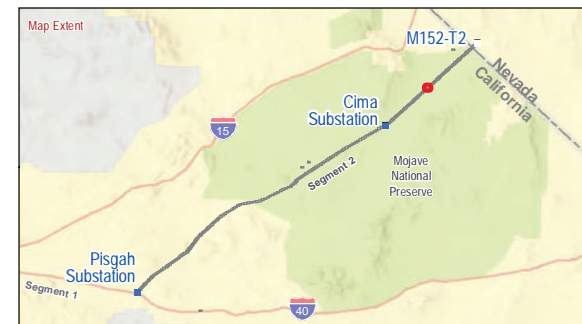 Map Extent
M152-T2
Nevada
California
Cima
Substation
15
Segment 2
Mojave
National
Preserve
Pisgah
Substation
Segment 1
40